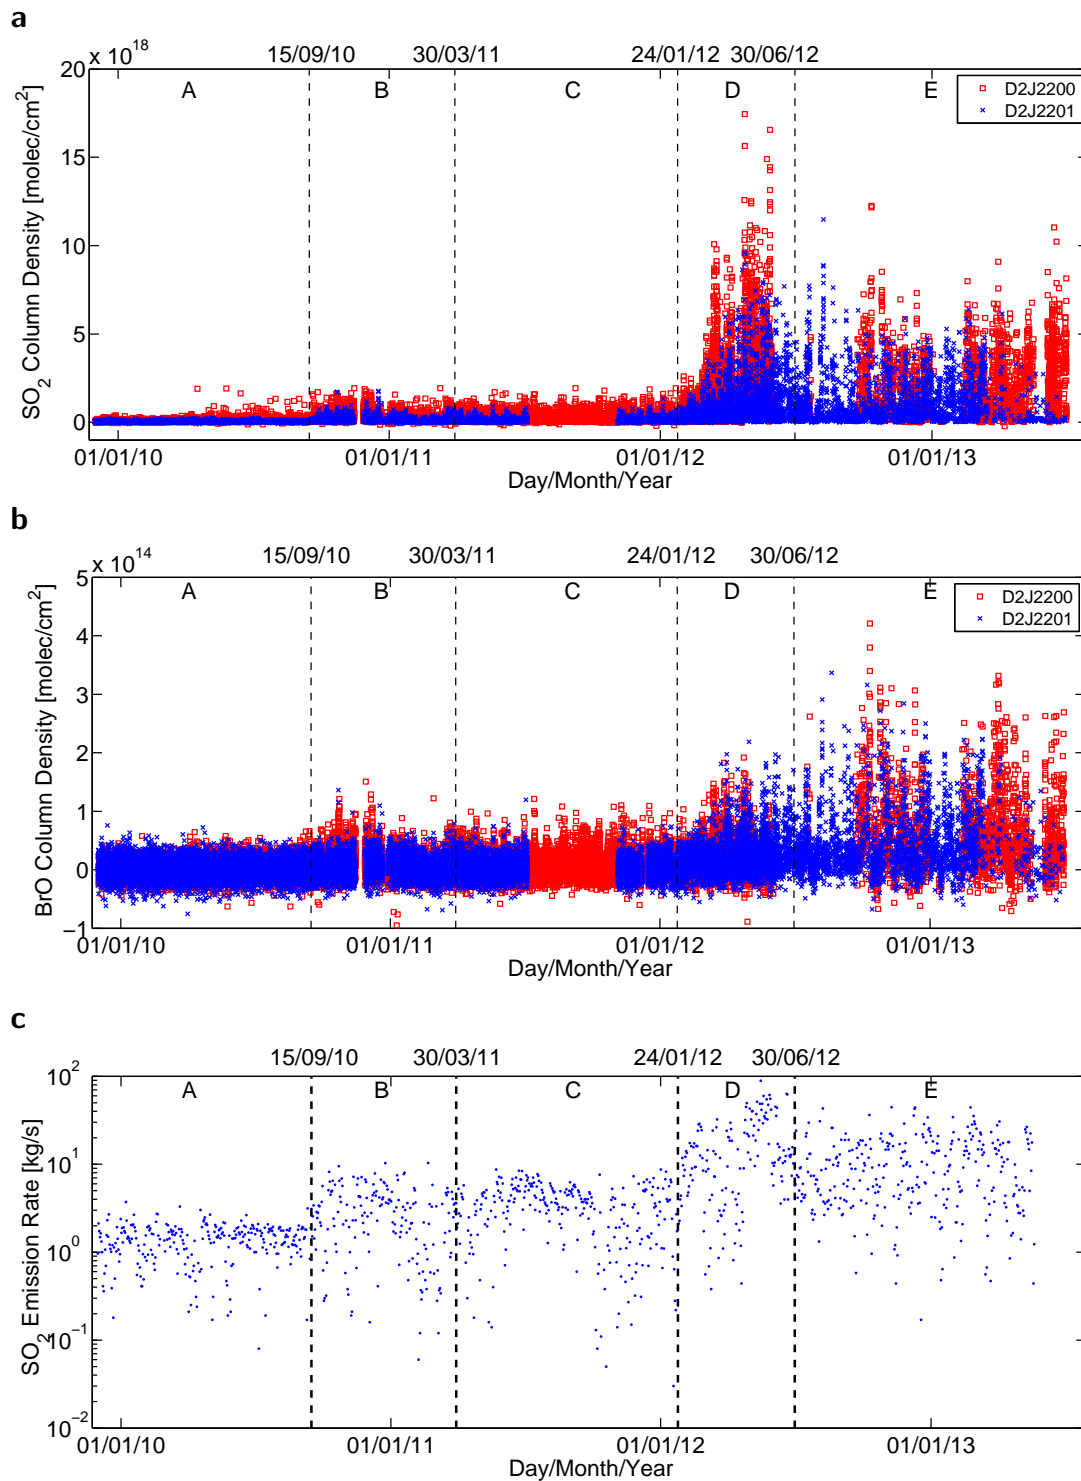 a
x 10^18
15/09/10 30/03/11 24/01/12 30/06/12
20
A B C D E
D2J2200
D2J2201
15
10
5
0
SO_2 Column Density [molec/cm^2]
01/01/10 01/01/11 01/01/12 01/01/13
Day/Month/Year
b
x 10^14
15/09/10 30/03/11 24/01/12 30/06/12
5
A B C D E
D2J2200
D2J2201
4
3
2
1
0
−1
BrO Column Density [molec/cm^2]
01/01/10 01/01/11 01/01/12 01/01/13
Day/Month/Year
c
15/09/10 30/03/11 24/01/12 30/06/12
10^2
A B C D E
10^1
10^0
10^−1
10^−2
SO_2 Emission Rate [kg/s]
01/01/10 01/01/11 01/01/12 01/01/13
Day/Month/Year